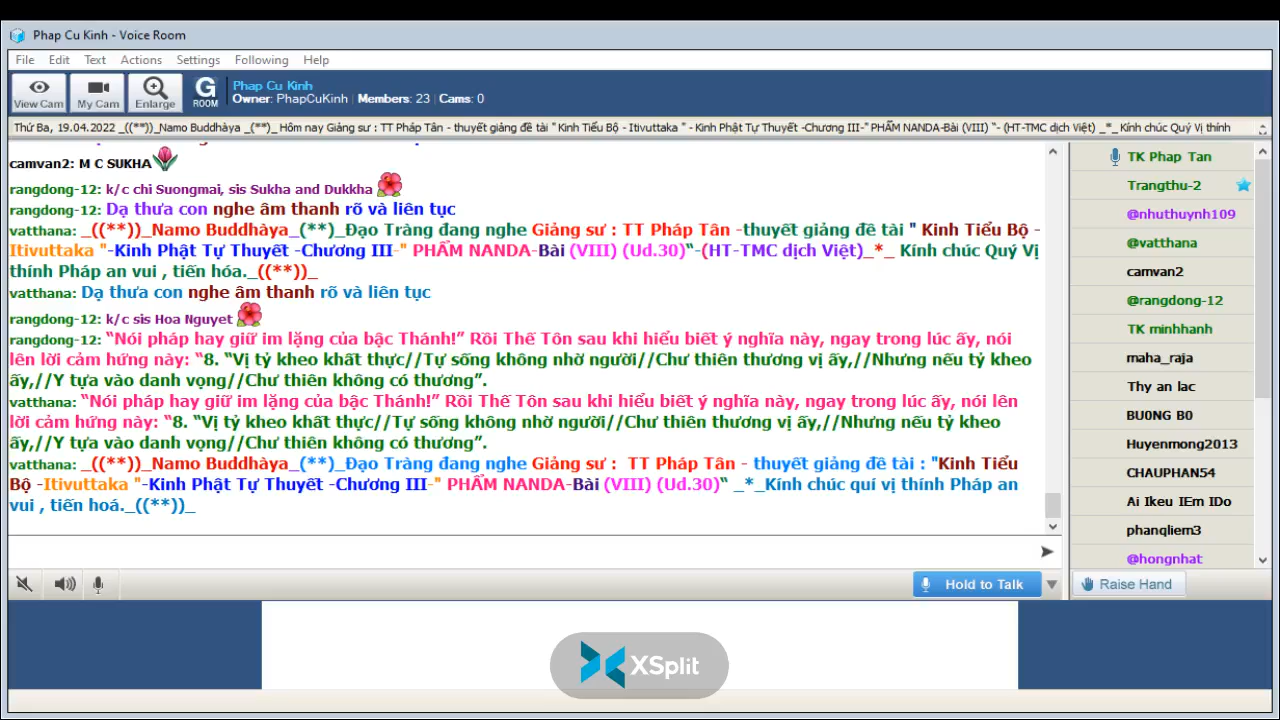 Phap Cu Kinh - Voice Room
File Edit Text Actions Settings Following Help
View Cam My Cam Enlarge G ROOM
Phap Cu Kinh
Owner: PhapCuKinh Members: 23 Cams: 0
Thứ Ba, 19.04.2022 _((**))_Namo Buddhàya _(**)_ Hôm nay Giảng sư : TT Pháp Tân - thuyết giảng đề tài " Kinh Tiểu Bộ - Itivuttaka " - Kinh Phật Tự Thuyết -Chương III-" PHẨM NANDA-Bài (VIII) "- (HT-TMC dịch Việt) _*_ Kính chúc Quý Vị thính
camvan2: M C SUKHA
rangdong-12: k/c chi Suongmai, sis Sukha and Dukkha
rangdong-12: Dạ thưa con nghe âm thanh rõ và liên tục
vatthana: _((**))_Namo Buddhàya_(**)_Đạo Tràng đang nghe Giảng sư : TT Pháp Tân -thuyết giảng đề tài " Kinh Tiểu Bộ -
Itivuttaka "-Kinh Phật Tự Thuyết -Chương III-" PHẨM NANDA-Bài (VIII) (Ud.30)“-(HT-TMC dịch Việt)_*_ Kính chúc Quý Vị
thính Pháp an vui , tiến hóa._((**))_
vatthana: Dạ thưa con nghe âm thanh rõ và liên tục
rangdong-12: k/c sis Hoa Nguyet
rangdong-12: “Nói pháp hay giữ im lặng của bậc Thánh!” Rồi Thế Tôn sau khi hiểu biết ý nghĩa này, ngay trong lúc ấy, nói
lên lời cảm hứng này: “8. “Vị tỷ kheo khất thực//Tự sống không nhờ người//Chư thiên thương vị ấy,//Nhưng nếu tỷ kheo
ấy,//Y tựa vào danh vọng//Chư thiên không có thương”.
vatthana: “Nói pháp hay giữ im lặng của bậc Thánh!” Rồi Thế Tôn sau khi hiểu biết ý nghĩa này, ngay trong lúc ấy, nói lên
lời cảm hứng này: “8. “Vị tỷ kheo khất thực//Tự sống không nhờ người//Chư thiên thương vị ấy,//Nhưng nếu tỷ kheo
ấy,//Y tựa vào danh vọng//Chư thiên không có thương”.
vatthana: _((**))_Namo Buddhàya_(**)_Đạo Tràng đang nghe Giảng sư : TT Pháp Tân - thuyết giảng đề tài : "Kinh Tiểu
Bộ -Itivuttaka "-Kinh Phật Tự Thuyết -Chương III-" PHẨM NANDA-Bài (VIII) (Ud.30)“ _*_Kính chúc quí vị thính Pháp an
vui , tiến hoá._((**))_
TK Phap Tan
Trangthu-2
@nhuthuynh109
@vatthana
camvan2
@rangdong-12
TK minhhanh
maha_raja
Thy an lac
BU0NG B0
Huyenmong2013
CHAUPHAN54
Ai Ikeu IEm IDo
phanqliem3
@hongnhat
Hold to Talk
Raise Hand
XSplit